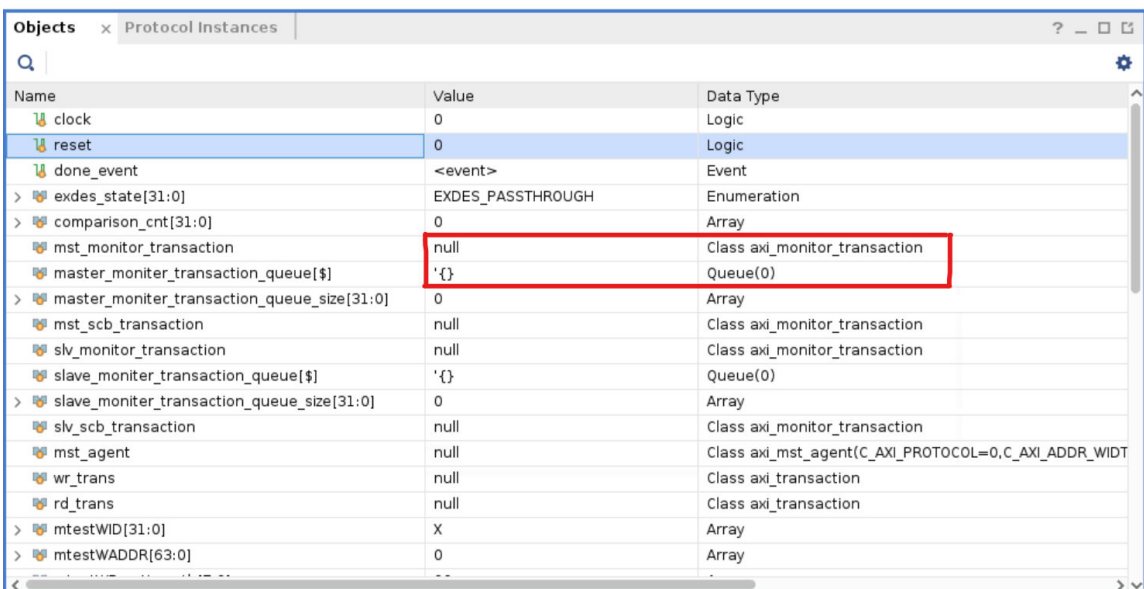 Objects × Protocol Instances ? _
Name Value Data Type
clock 0 Logic
reset 0 Logic
done_event <event> Event
> exdes_state[31:0] EXDES_PASSTHROUGH Enumeration
> comparison_cnt[31:0] 0 Array
mst_monitor_transaction null Class axi_monitor_transaction
master_moniter_transaction_queue[$] '{} Queue(0)
> master_moniter_transaction_queue_size[31:0] 0 Array
mst_scb_transaction null Class axi_monitor_transaction
slv_monitor_transaction null Class axi_monitor_transaction
slave_moniter_transaction_queue[$] '{} Queue(0)
> slave_moniter_transaction_queue_size[31:0] 0 Array
slv_scb_transaction null Class axi_monitor_transaction
mst_agent null Class axi_mst_agent(C_AXI_PROTOCOL=0,C_AXI_ADDR_WIDT
wr_trans null Class axi_transaction
rd_trans null Class axi_transaction
> mtestWID[31:0] X Array
> mtestWADDR[63:0] 0 Array